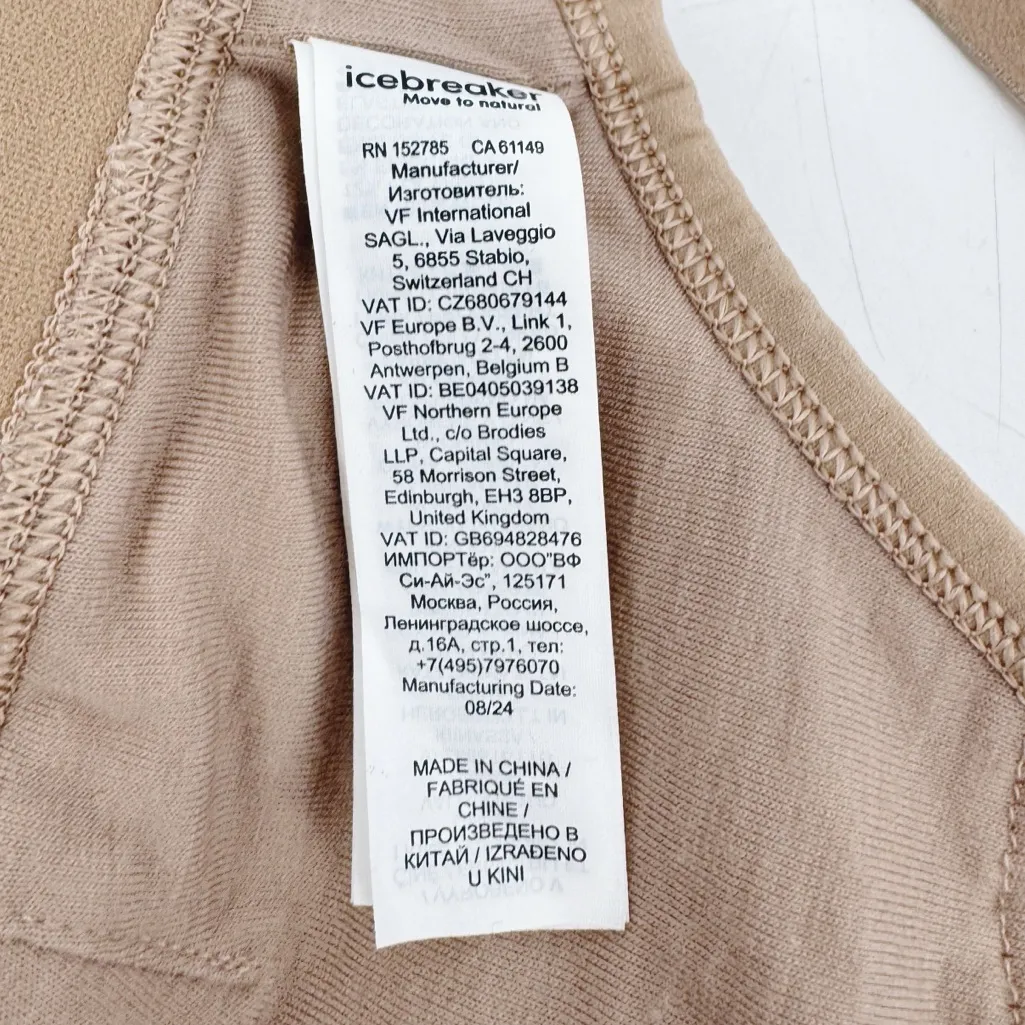 icebreaker
Move to natural
RN 152785 CA 61149
Manufacturer/
Изготовитель:
VF International
SAGL., Via Laveggio
5, 6855 Stabio,
Switzerland CH
VAT ID: CZ680679144
VF Europe B.V., Link 1,
Posthofbrug 2-4, 2600
Antwerpen, Belgium B
VAT ID: BE0405039138
VF Northern Europe
Ltd., c/o Brodies
LLP, Capital Square,
58 Morrison Street,
Edinburgh, EH3 8BP,
United Kingdom
VAT ID: GB694828476
ИМПОРТёр: ООО"ВФ
Си-Ай-Эс", 125171
Москва, Россия,
Ленинградское шоссе,
д.16А, стр.1, тел:
+7(495)7976070
Manufacturing Date:
08/24
MADE IN CHINA /
FABRIQUÉ EN
CHINE /
ПРОИЗВЕДЕНО В
КИТАЙ / IZRAĐENO
U KINI